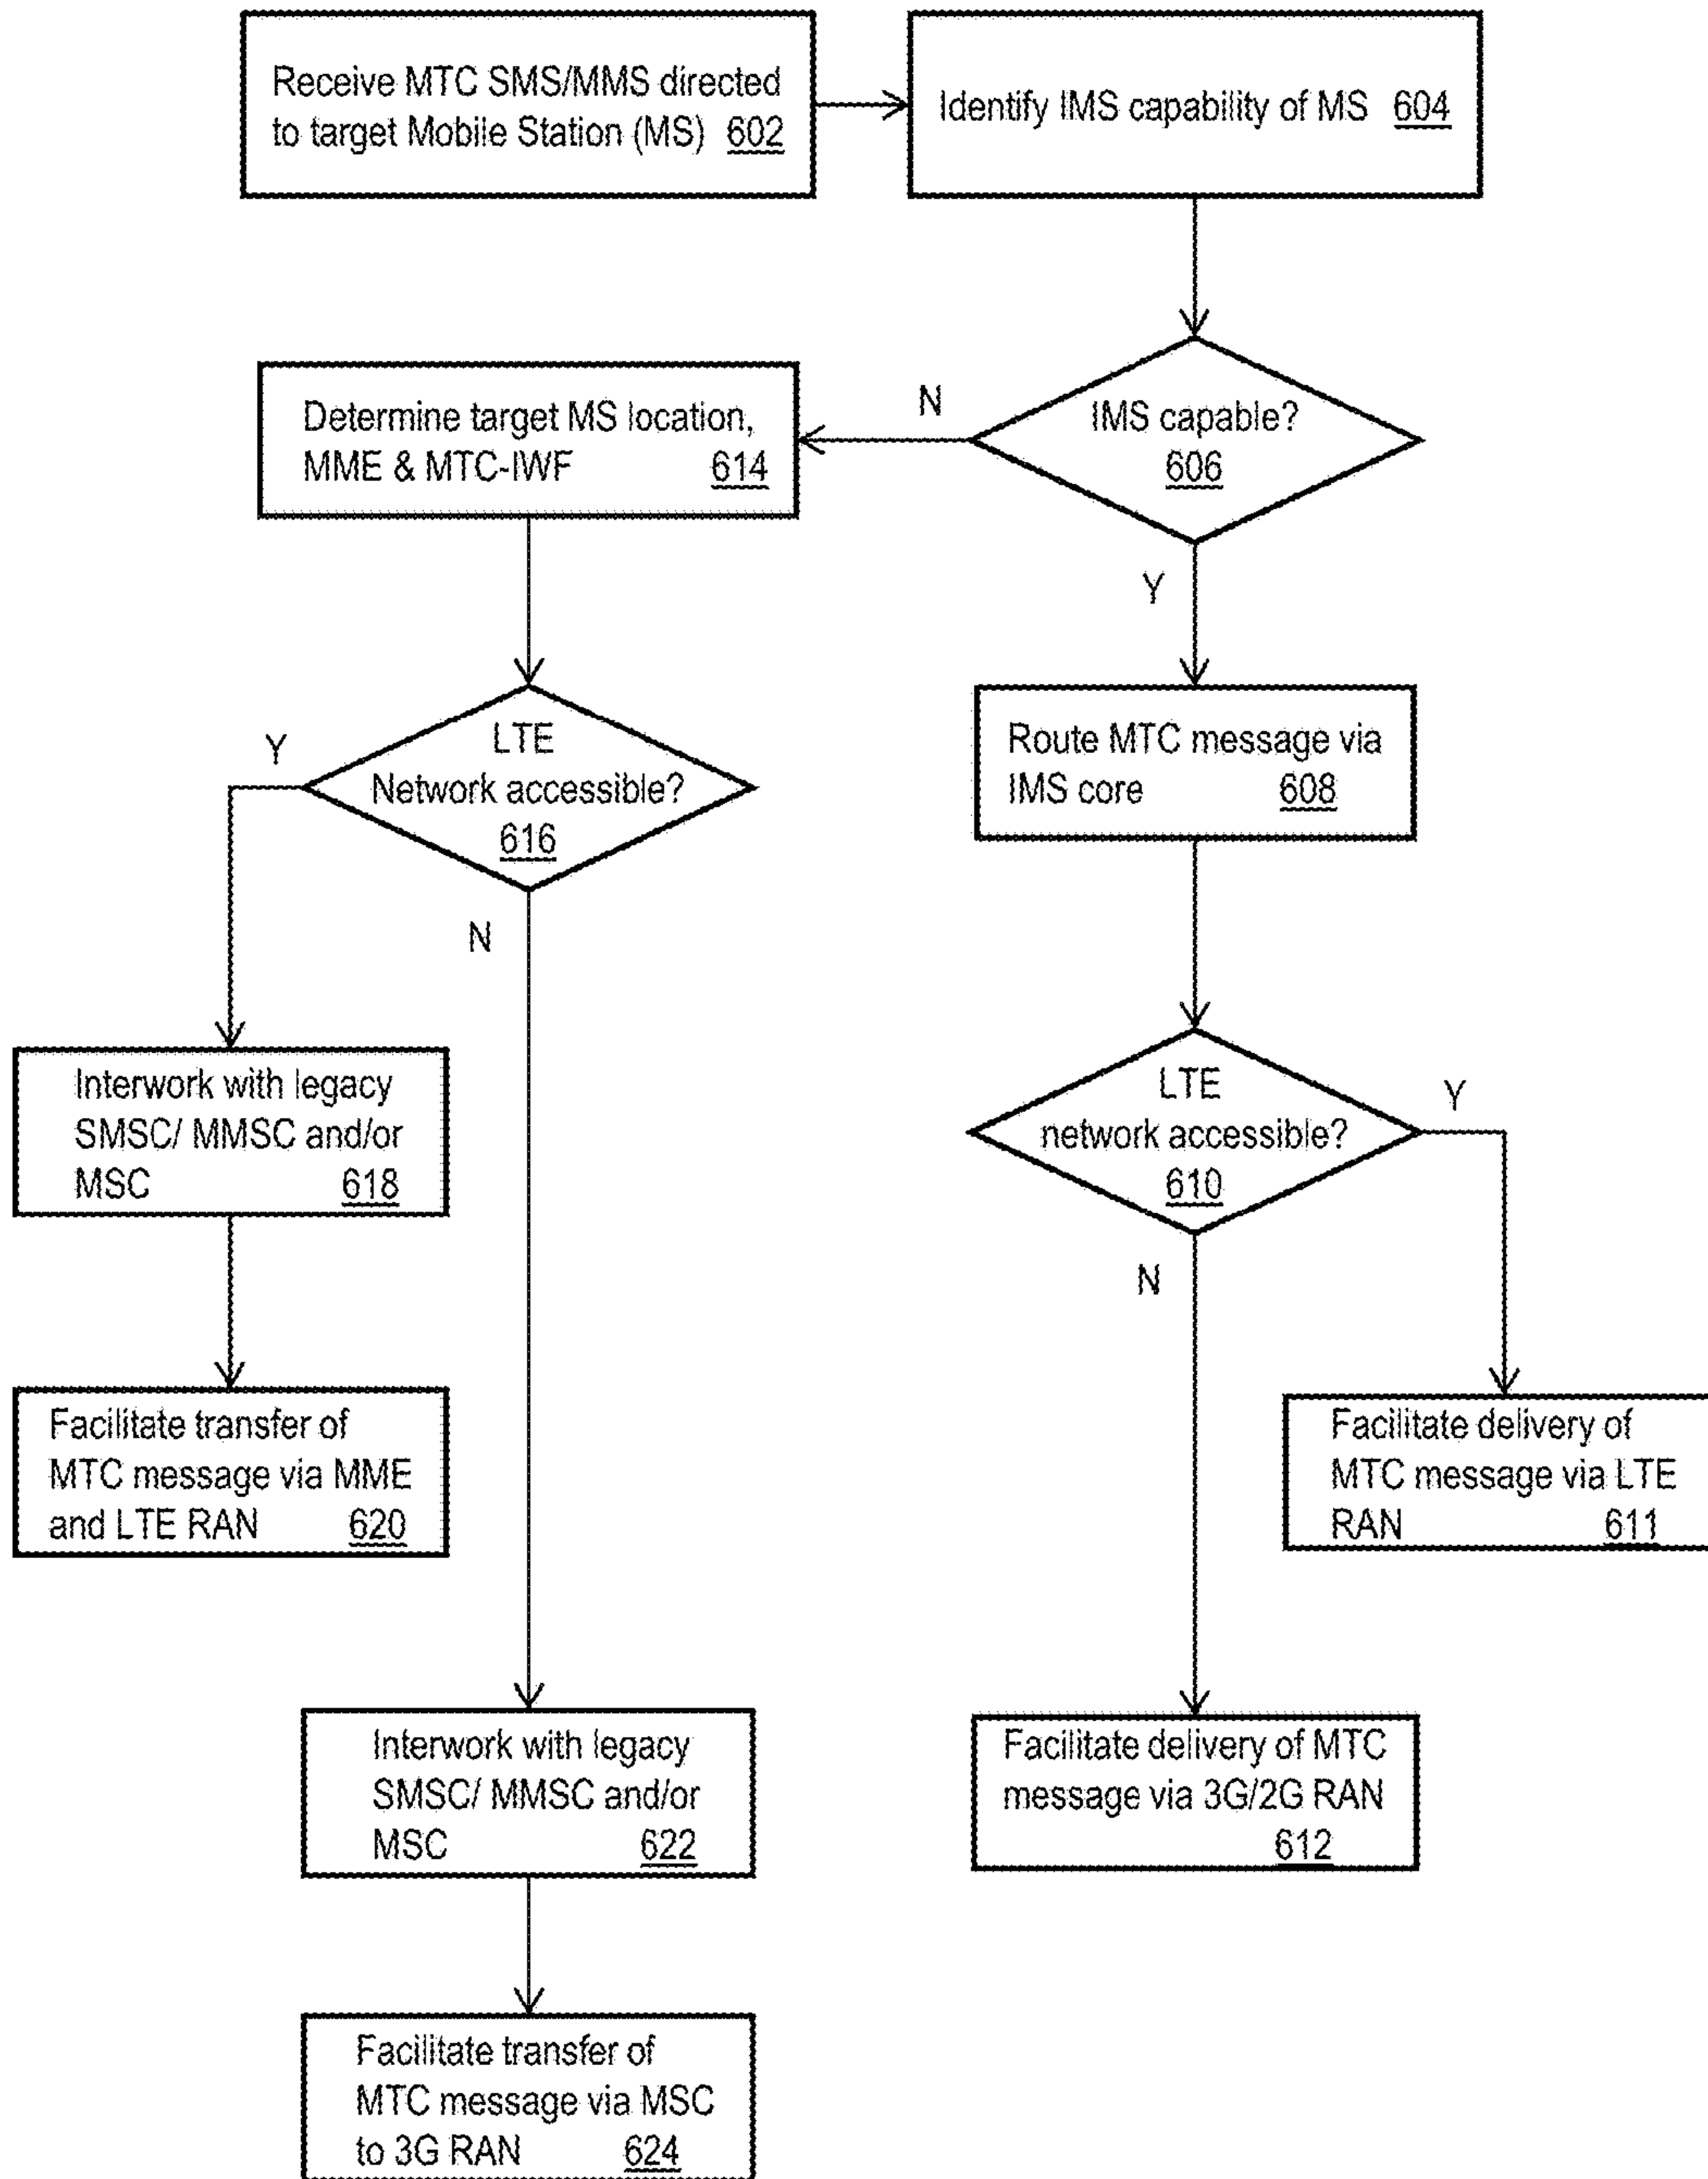 Receive MTC SMS/MMS directed
to target Mobile Station (MS) 602
Identify IMS capability of MS 604
IMS capable?
606
N
Y
Determine target MS location,
MME & MTC-IWF 614
Route MTC message via
IMS core 608
LTE
Network accessible?
616
Y
N
LTE
network accessible?
610
Y
N
Interwork with legacy
SMSC/ MMSC and/or
MSC 618
Facilitate transfer of
MTC message via MME
and LTE RAN 620
Facilitate delivery of
MTC message via LTE
RAN 611
Interwork with legacy
SMSC/ MMSC and/or
MSC 622
Facilitate delivery of MTC
message via 3G/2G RAN
612
Facilitate transfer of
MTC message via MSC
to 3G RAN 624